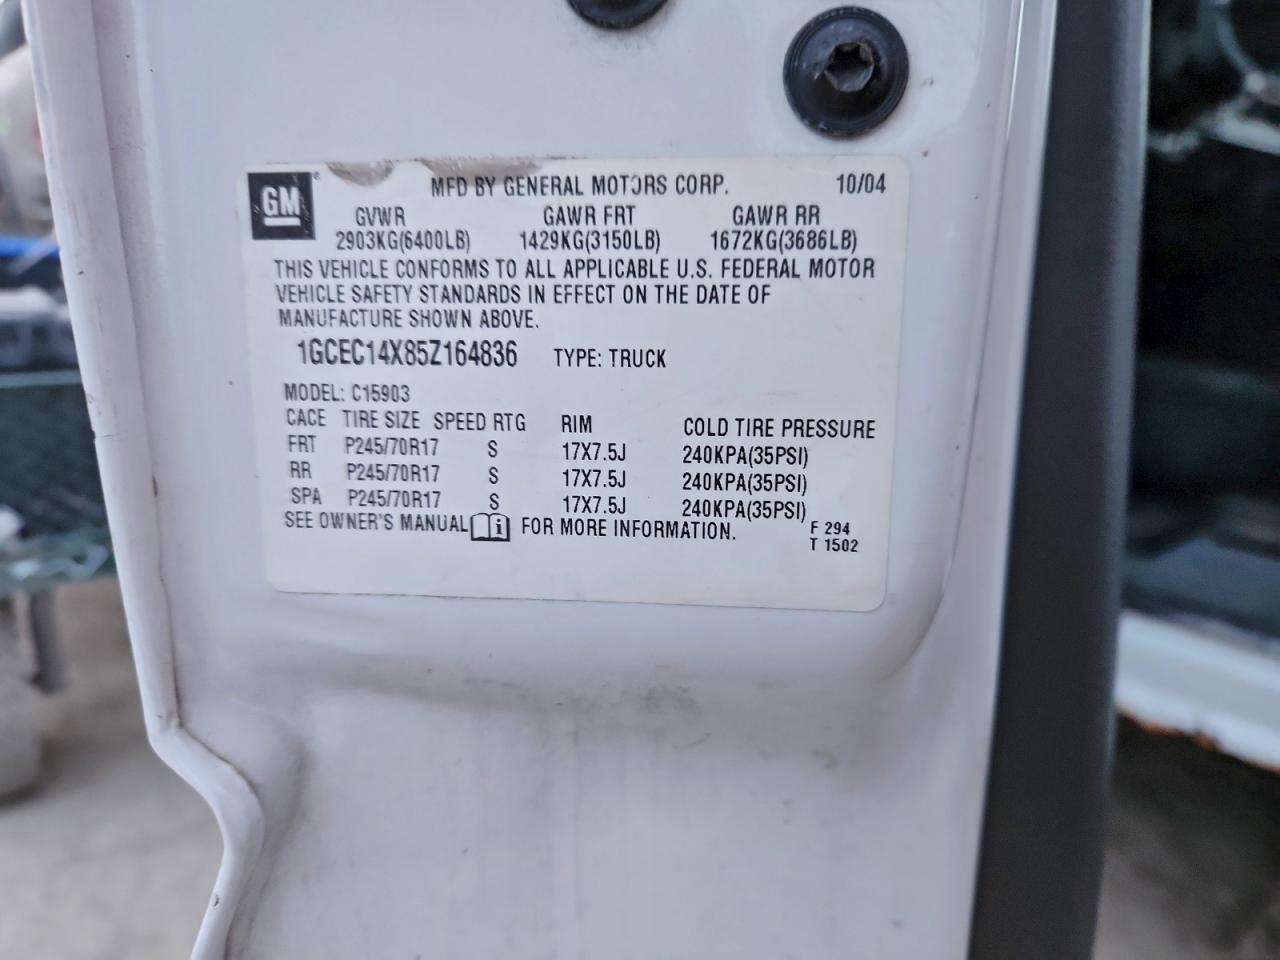 GM ® MFD BY GENERAL MOTORS CORP. 10/04
GVWR GAWR FRT GAWR RR
2903KG(6400LB) 1429KG(3150LB) 1672KG(3686LB)
THIS VEHICLE CONFORMS TO ALL APPLICABLE U.S. FEDERAL MOTOR
VEHICLE SAFETY STANDARDS IN EFFECT ON THE DATE OF
MANUFACTURE SHOWN ABOVE.
1GCEC14X85Z164836 TYPE: TRUCK
MODEL: C15903
CACE TIRE SIZE SPEED RTG RIM COLD TIRE PRESSURE
FRT P245/70R17 S 17X7.5J 240KPA(35PSI)
RR P245/70R17 S 17X7.5J 240KPA(35PSI)
SPA P245/70R17 S 17X7.5J 240KPA(35PSI)
SEE OWNER'S MANUAL i FOR MORE INFORMATION. F 294
T 1502